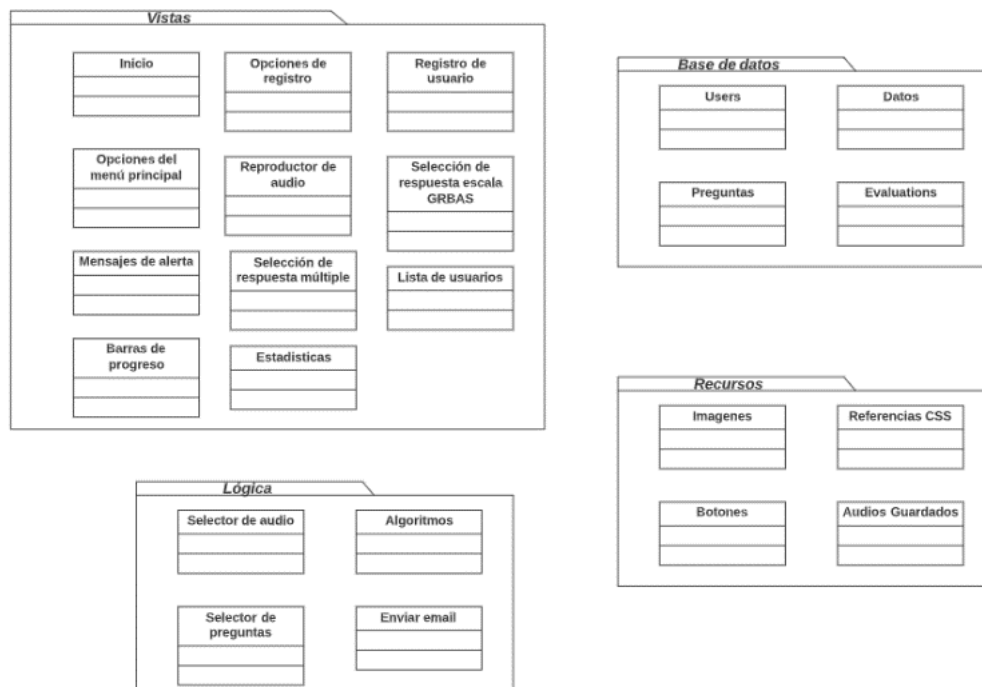 Vistas
Inicio
Opciones de
registro
Registro de
usuario
Opciones del
menú principal
Reproductor de
audio
Selección de
respuesta escala
GRBAS
Mensajes de alerta
Selección de
respuesta múltiple
Lista de usuarios
Barras de
progreso
Estadísticas
Base de datos
Users
Datos
Preguntas
Evaluations
Recursos
Imagenes
Referencias CSS
Botones
Audios Guardados
Lógica
Selector de audio
Algoritmos
Selector de
preguntas
Enviar email